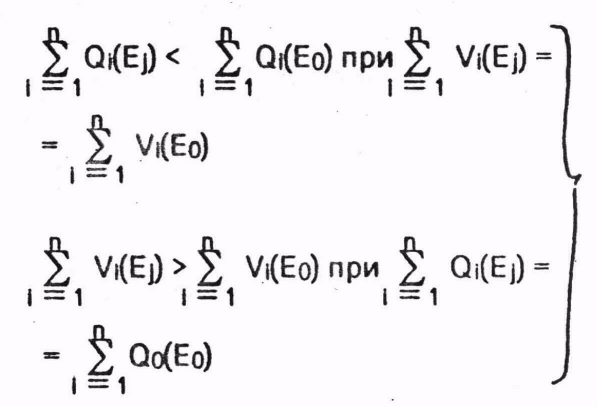 n∑i≡1 Qi(Ej) < n∑i≡1 Qi(E0) при n∑i≡1 Vi(Ej) =
= n∑i≡1 Vi(E0)
n∑i≡1 Vi(Ej) > n∑i≡1 Vi(E0) при n∑i≡1 Qi(Ej) =
= n∑i≡1 Q0(E0)